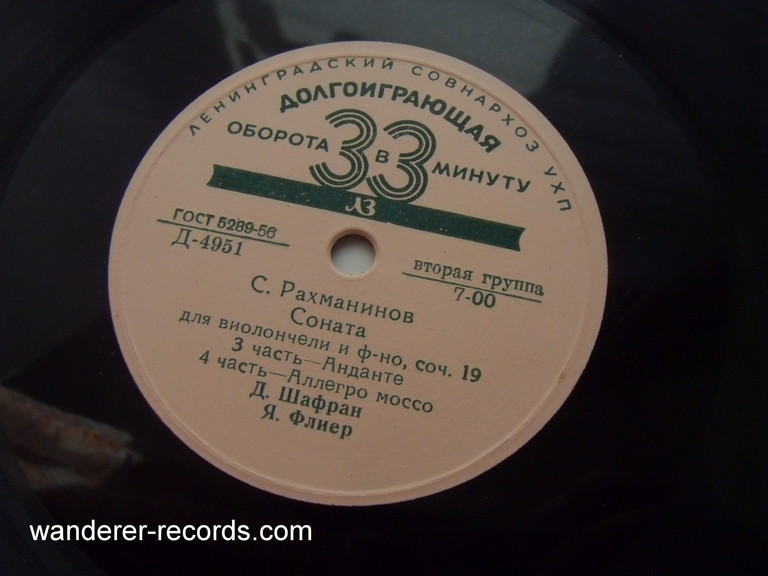 ЛЕНИНГРАДСКИЙ СОВНАРХОЗ УХП
ДОЛГОИГРАЮЩАЯ
ОБОРОТА 33 В МИНУТУ
ЛЗ
ГОСТ 5289-56
Д-4951
вторая группа
7-00
С. Рахманинов
Соната
для виолончели и ф-но, соч. 19
3 часть—Анданте
4 часть—Аллегро моссо
Д. Шафран
Я. Флиер
wanderer-records.com